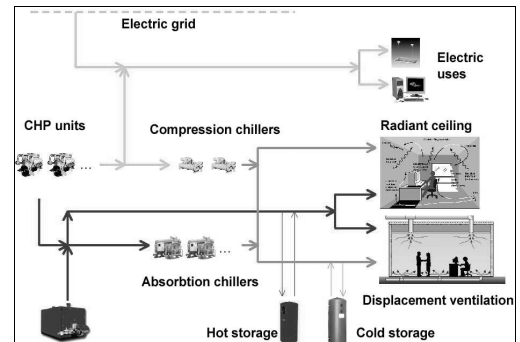 Electric grid
Electric
uses
CHP units
Compression chillers
Radiant ceiling
...
...
Absorbtion chillers
...
Displacement ventilation
Hot storage
Cold storage